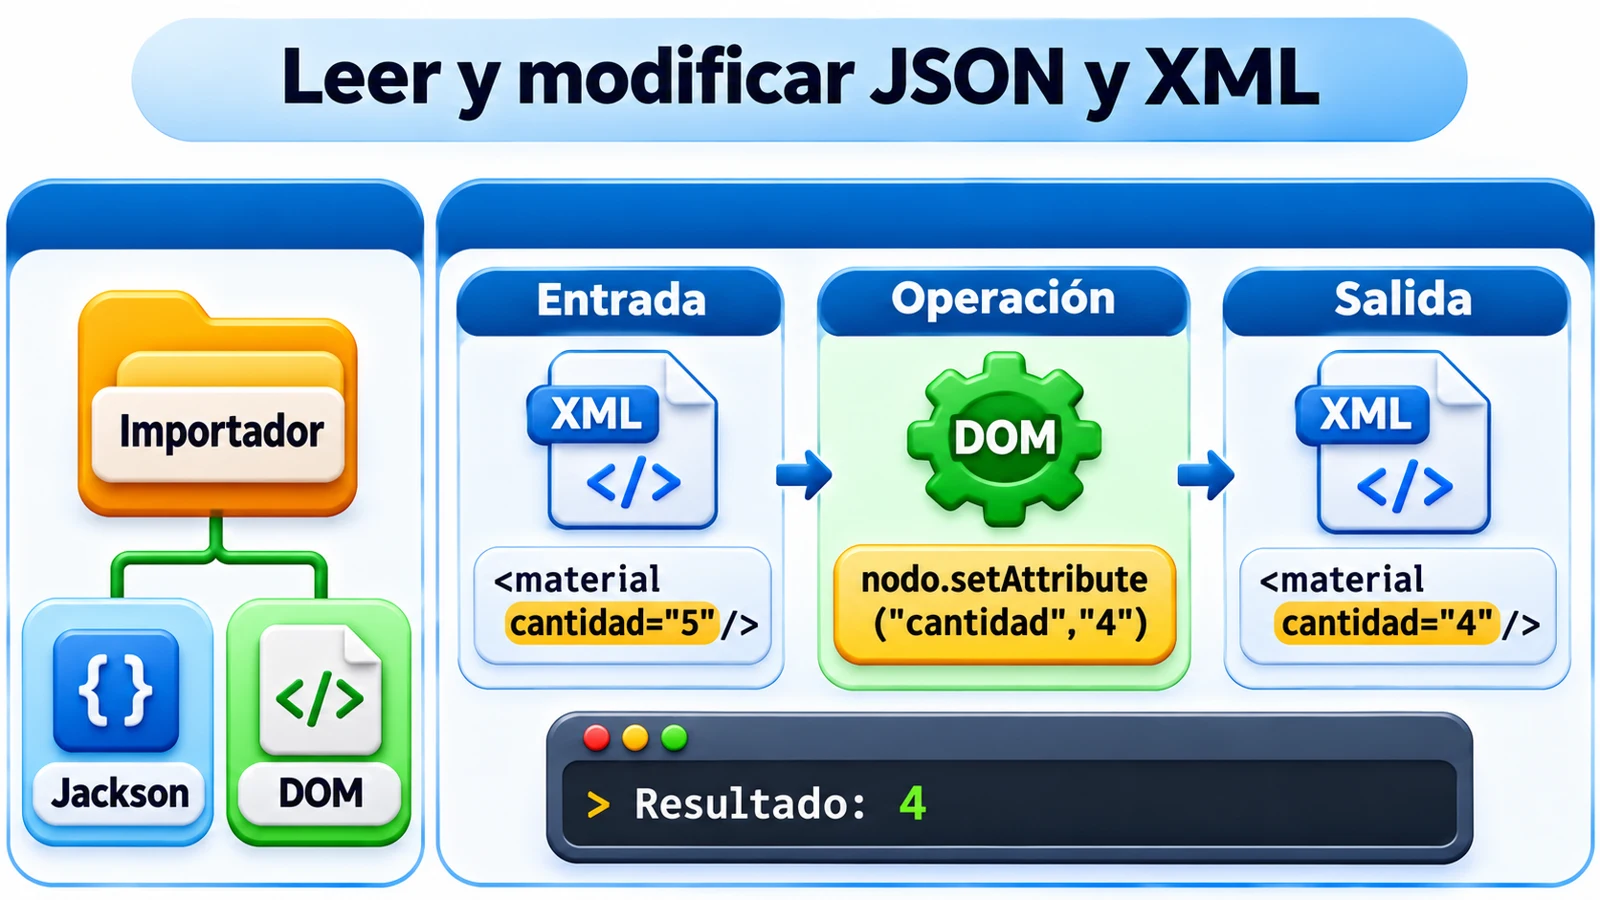 Leer y modificar JSON y XML
Importador
{}
Jackson
</>
DOM
Entrada
XML
</>
<material
cantidad="5"/>
Operación
DOM
nodo.setAttribute
("cantidad","4")
Salida
XML
</>
<material
cantidad="4"/>
> Resultado: 4